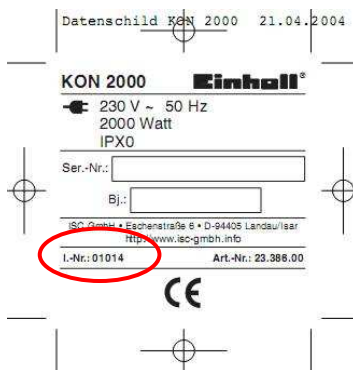 Datenschild KON 2000 21.04.2004
KON 2000 Einhell®
230 V ~ 50 Hz
2000 Watt
IPX0
Ser.-Nr.:
Bj.:
ISC GmbH • Eschenstraße 6 • D-94405 Landau/Isar
http://www.isc-gmbh.info
I.-Nr.: 01014 Art.-Nr.: 23.386.00
CE